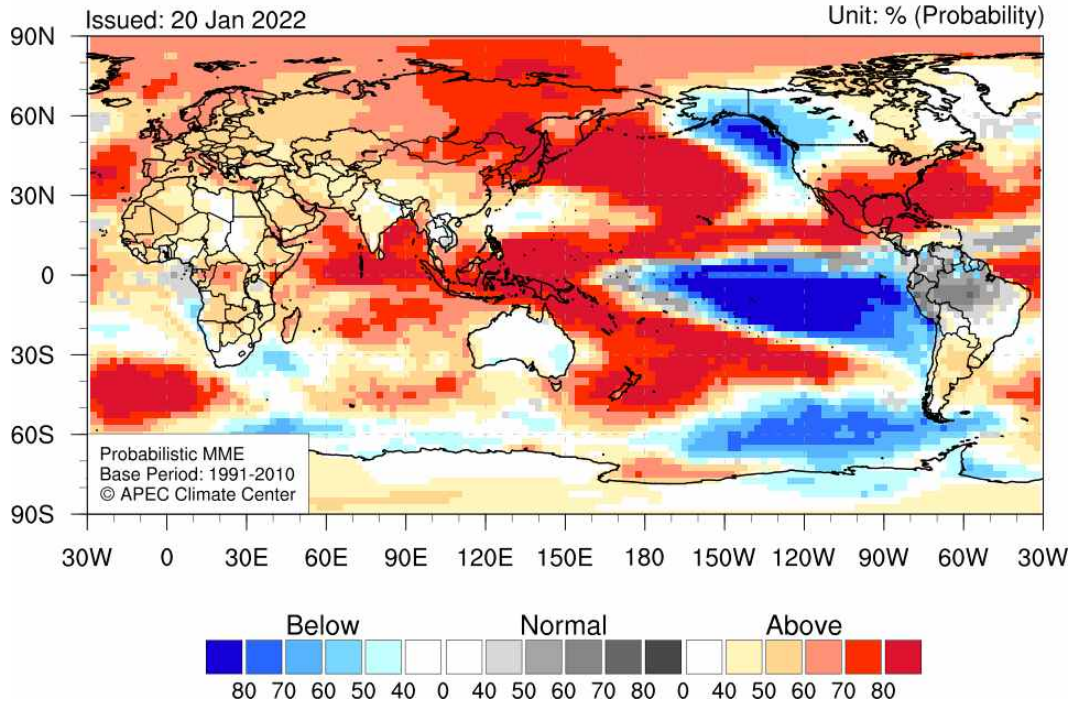 Issued: 20 Jan 2022
Unit: % (Probability)
90N
60N
30N
0
30S
60S
90S
Probabilistic MME
Base Period: 1991-2010
© APEC Climate Center
30W 0 30E 60E 90E 120E 150E 180 150W 120W 90W 60W 30W
Below Normal Above
80 70 60 50 40 0 40 50 60 70 80 0 40 50 60 70 80